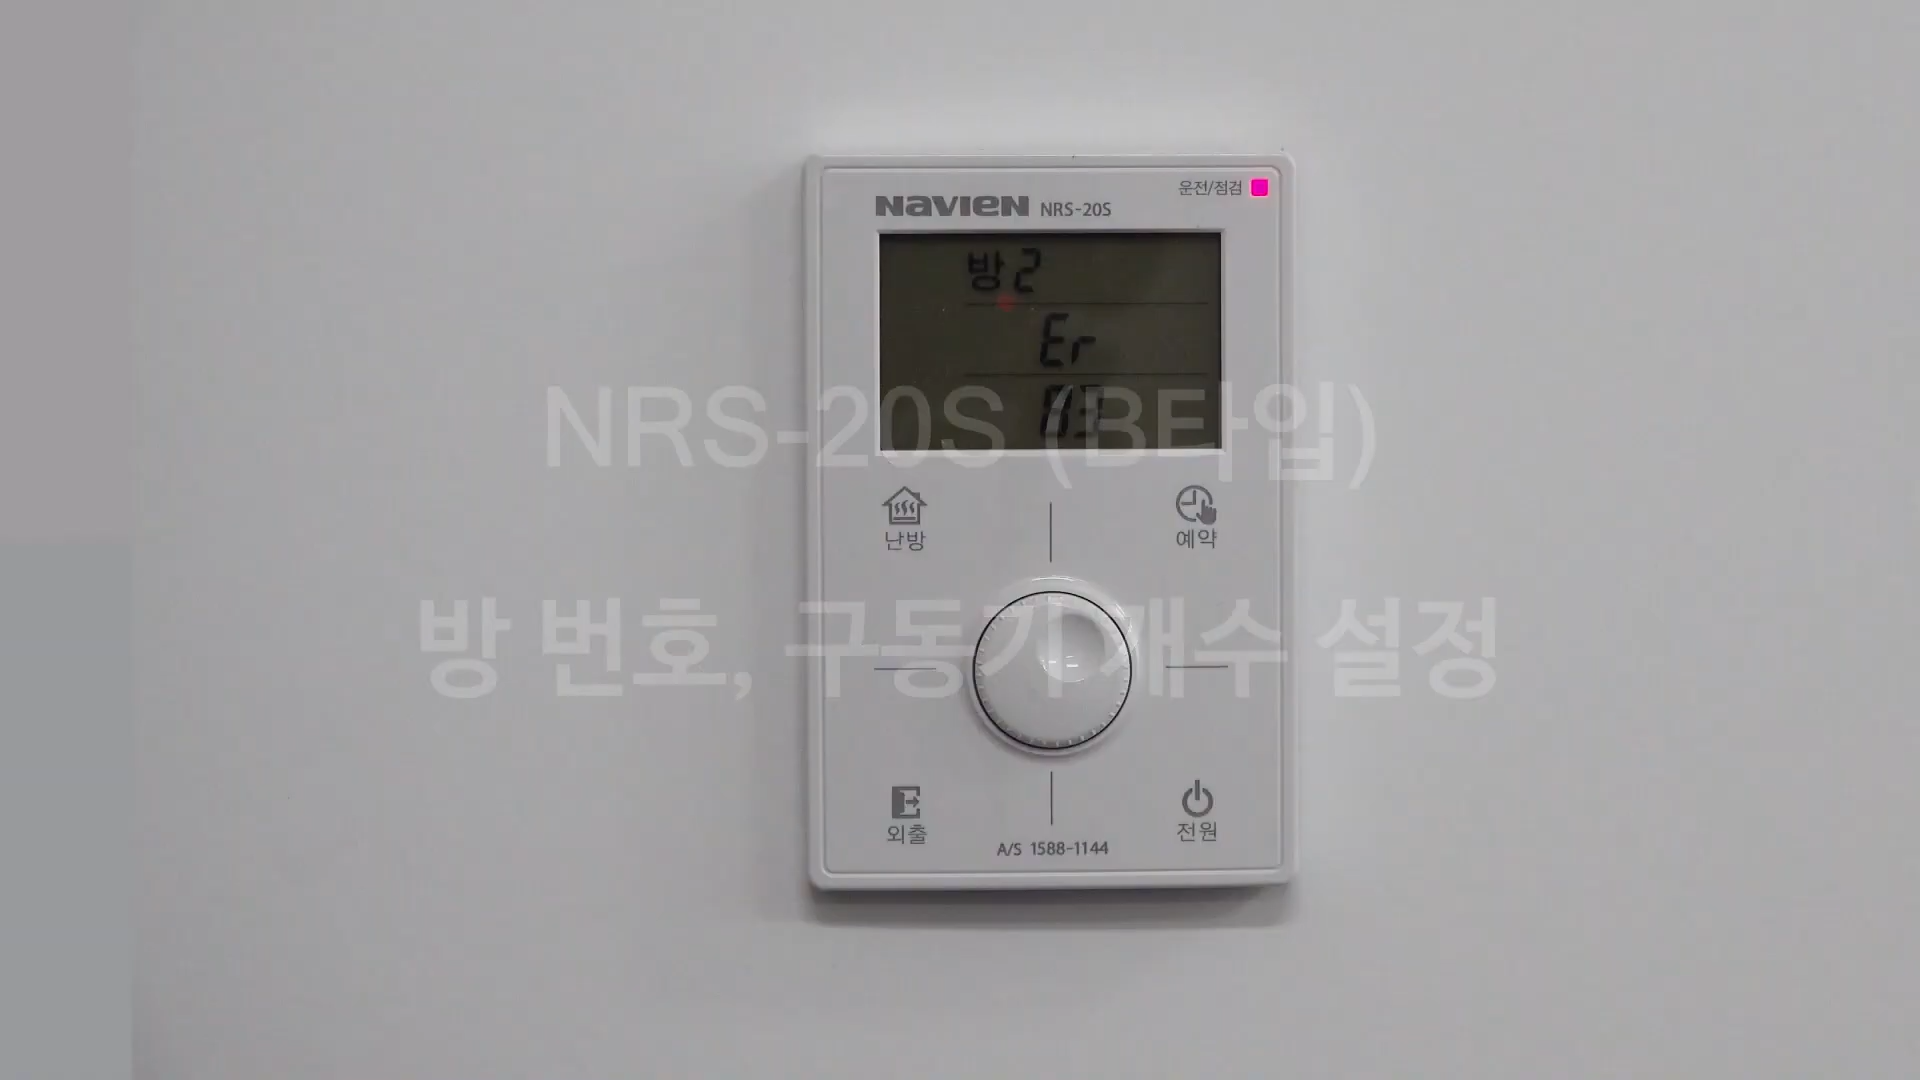 운전/점검
NAVIEN NRS-20S
방 2
Er
03
NRS-20S (B타입)
난방
예약
방 번호, 구동기 개수 설정
외출
전원
A/S 1588-1144